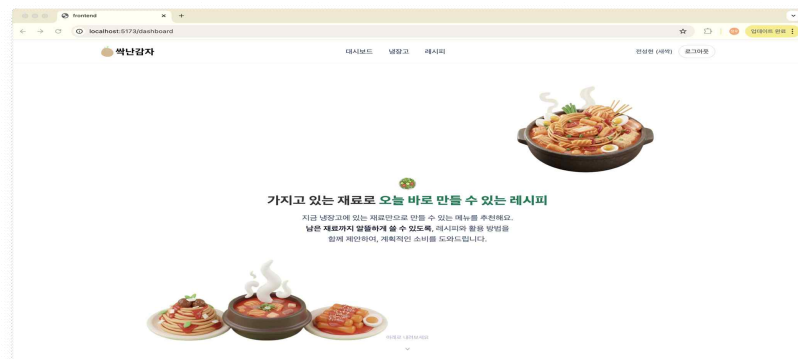 frontend
localhost:5173/dashboard
업데이트 완료
싹난감자
대시보드 냉장고 레시피
전성현 (새싹) 로그아웃
가지고 있는 재료로 오늘 바로 만들 수 있는 레시피
지금 냉장고에 있는 재료만으로 만들 수 있는 메뉴를 추천해요.
남은 재료까지 알뜰하게 쓸 수 있도록, 레시피와 활용 방법을
함께 제안하여, 계획적인 소비를 도와드립니다.